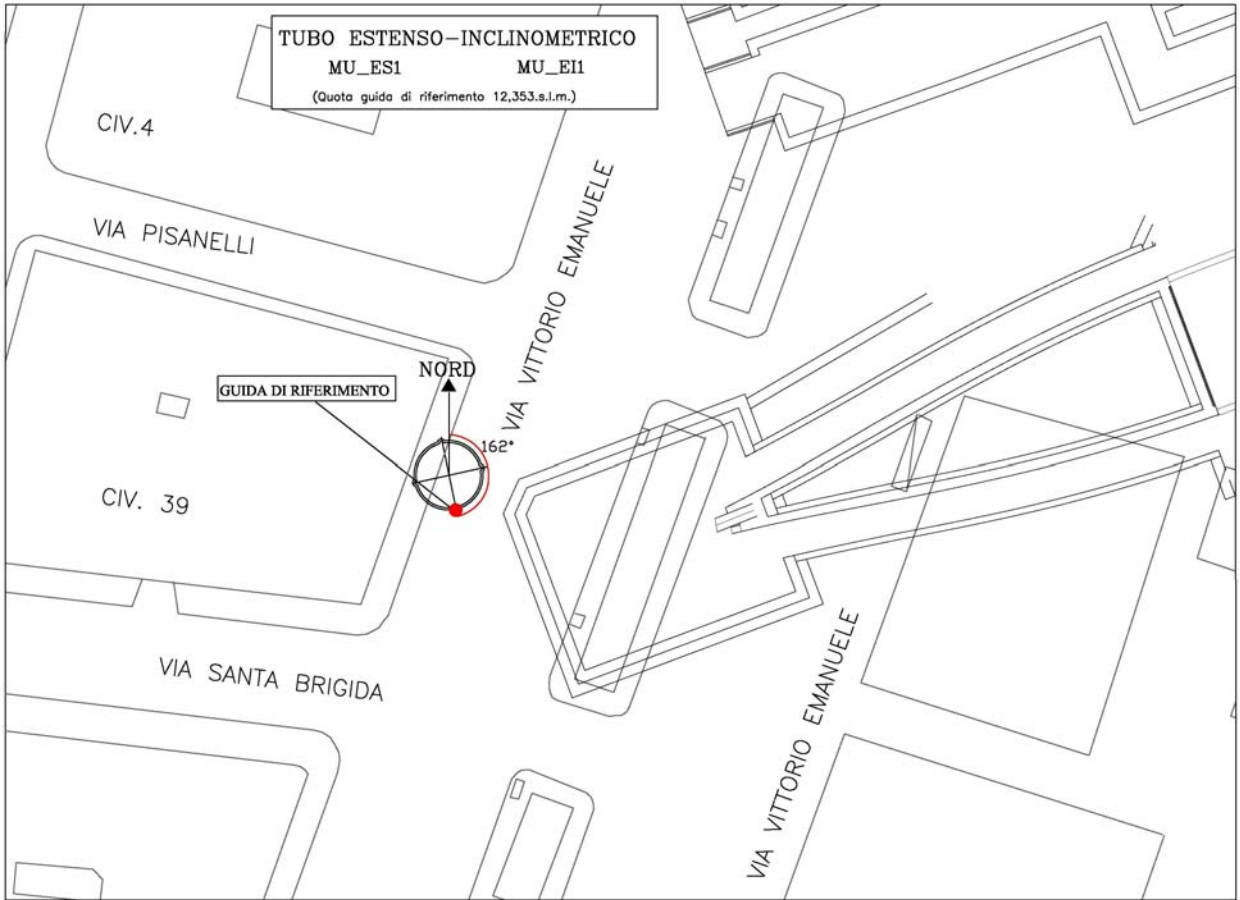 TUBO ESTENSO-INCLINOMETRICO
MU_ES1 MU_EI1
(Quota guida di riferimento 12,353.s.l.m.)
CIV.4
VIA PISANELLI
VIA VITTORIO EMANUELE
NORD
GUIDA DI RIFERIMENTO
162°
CIV. 39
VIA SANTA BRIGIDA
VIA VITTORIO EMANUELE